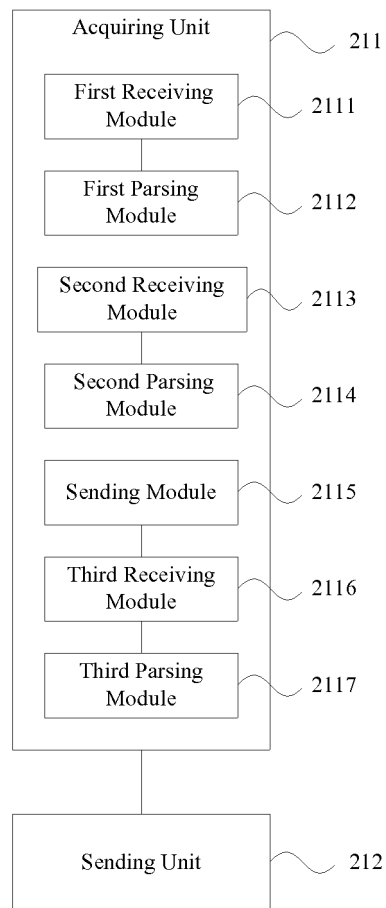 Acquiring Unit
211
First Receiving
Module
2111
First Parsing
Module
2112
Second Receiving
Module
2113
Second Parsing
Module
2114
Sending Module
2115
Third Receiving
Module
2116
Third Parsing
Module
2117
Sending Unit
212